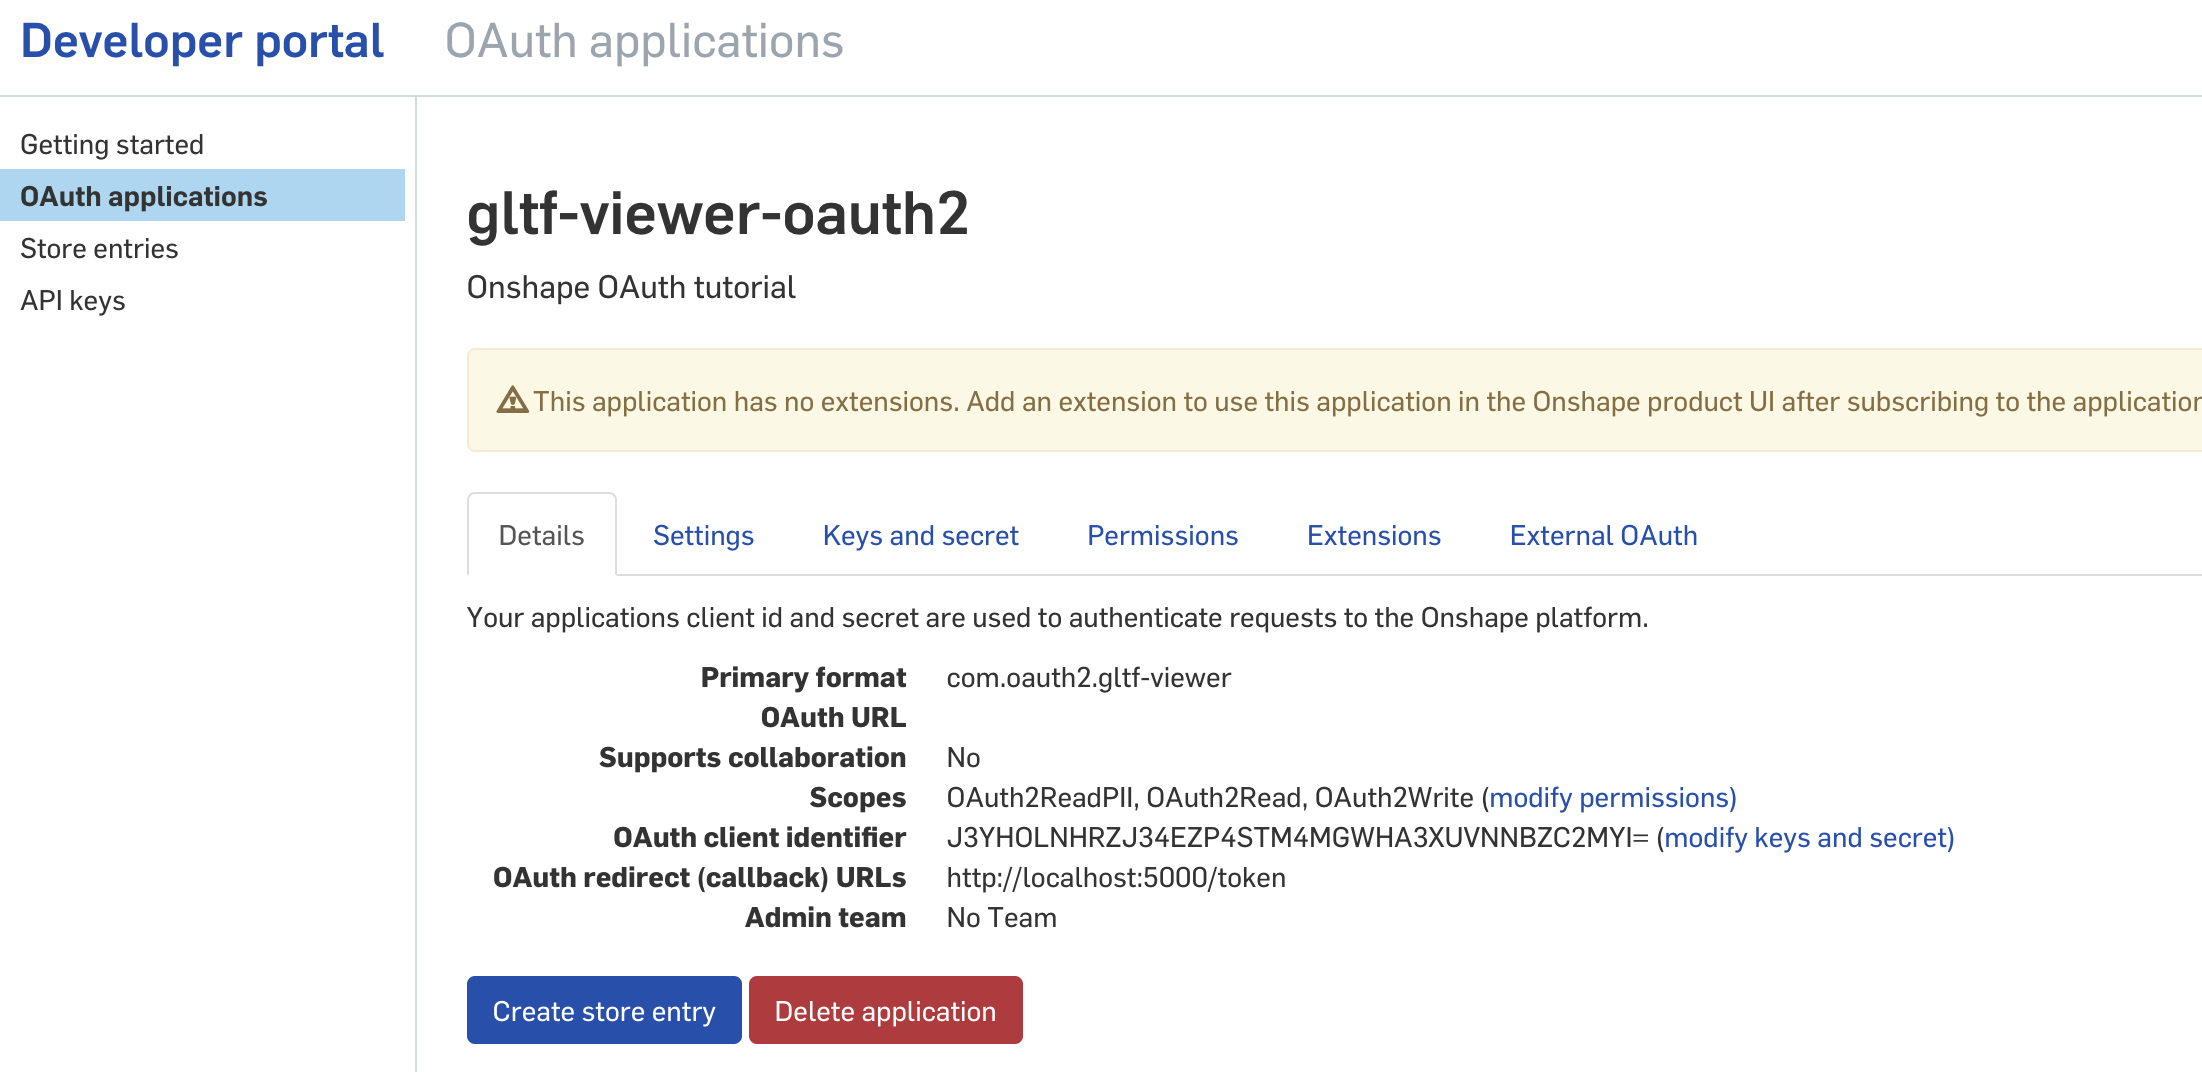 Developer portal OAuth applications
Getting started
OAuth applications
Store entries
API keys
gltf-viewer-oauth2
Onshape OAuth tutorial
This application has no extensions. Add an extension to use this application in the Onshape product UI after subscribing to the application
Details Settings Keys and secret Permissions Extensions External OAuth
Your applications client id and secret are used to authenticate requests to the Onshape platform.
Primary format com.oauth2.gltf-viewer
OAuth URL
Supports collaboration No
Scopes OAuth2ReadPII, OAuth2Read, OAuth2Write (modify permissions)
OAuth client identifier J3YHOLNHRZJ34EZP4STM4MGWHA3XUVNNBZC2MYI= (modify keys and secret)
OAuth redirect (callback) URLs http://localhost:5000/token
Admin team No Team
Create store entry Delete application